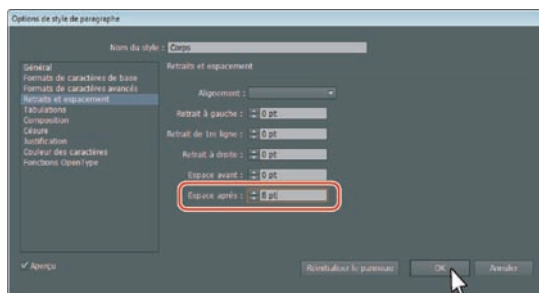 Options de style de paragraphe
Nom du style : Corps
Général
Formats de caractères de base
Formats de caractères avancés
Retraits et espacement
Tabulations
Composition
Césure
Justification
Couleur des caractères
Fonctions OpenType
Retraits et espacement
Alignement :
Retrait à gauche : 0 pt
Retrait de 1re ligne : 0 pt
Retrait à droite : 0 pt
Espace avant : 0 pt
Espace après : 8 pt
Aperçu
Réinitialiser le panneau
OK
Annuler